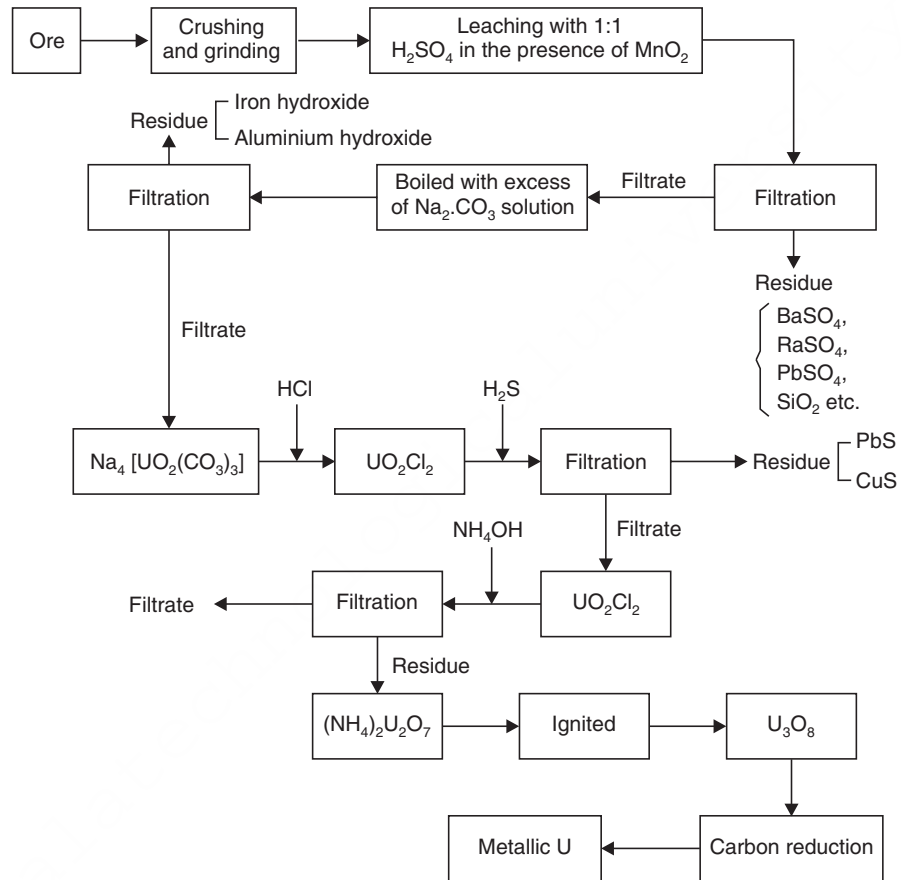 Ore
Crushing
and grinding
Leaching with 1:1
H₂SO₄ in the presence of MnO₂
Residue
Iron hydroxide
Aluminium hydroxide
Filtration
Boiled with excess
of Na₂.CO₃ solution
Filtrate
Filtration
Residue
BaSO₄,
RaSO₄,
PbSO₄,
SiO₂ etc.
Filtrate
HCl
H₂S
Na₄ [UO₂(CO₃)₃]
UO₂Cl₂
Filtration
Residue
PbS
CuS
Filtrate
NH₄OH
Filtrate
Filtration
UO₂Cl₂
Residue
(NH₄)₂U₂O₇
Ignited
U₃O₈
Metallic U
Carbon reduction